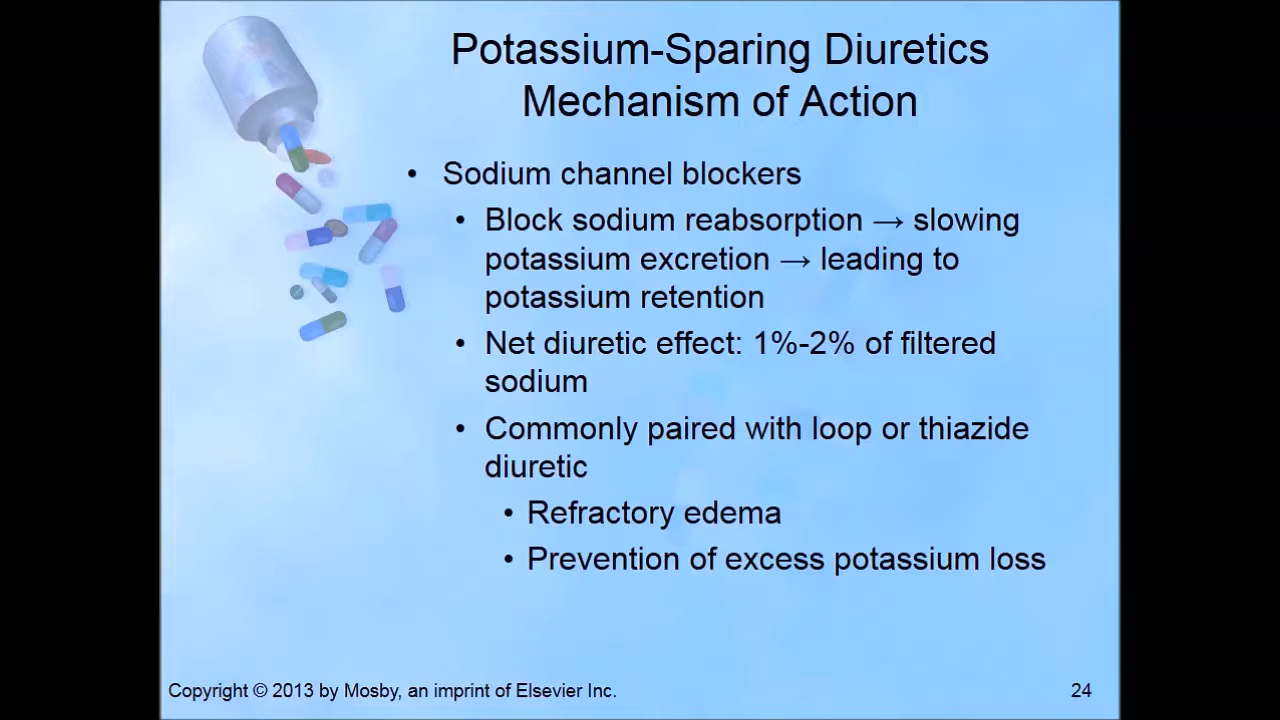 Potassium-Sparing Diuretics
Mechanism of Action
• Sodium channel blockers
• Block sodium reabsorption → slowing
potassium excretion → leading to
potassium retention
• Net diuretic effect: 1%-2% of filtered
sodium
• Commonly paired with loop or thiazide
diuretic
• Refractory edema
• Prevention of excess potassium loss
Copyright © 2013 by Mosby, an imprint of Elsevier Inc.
24